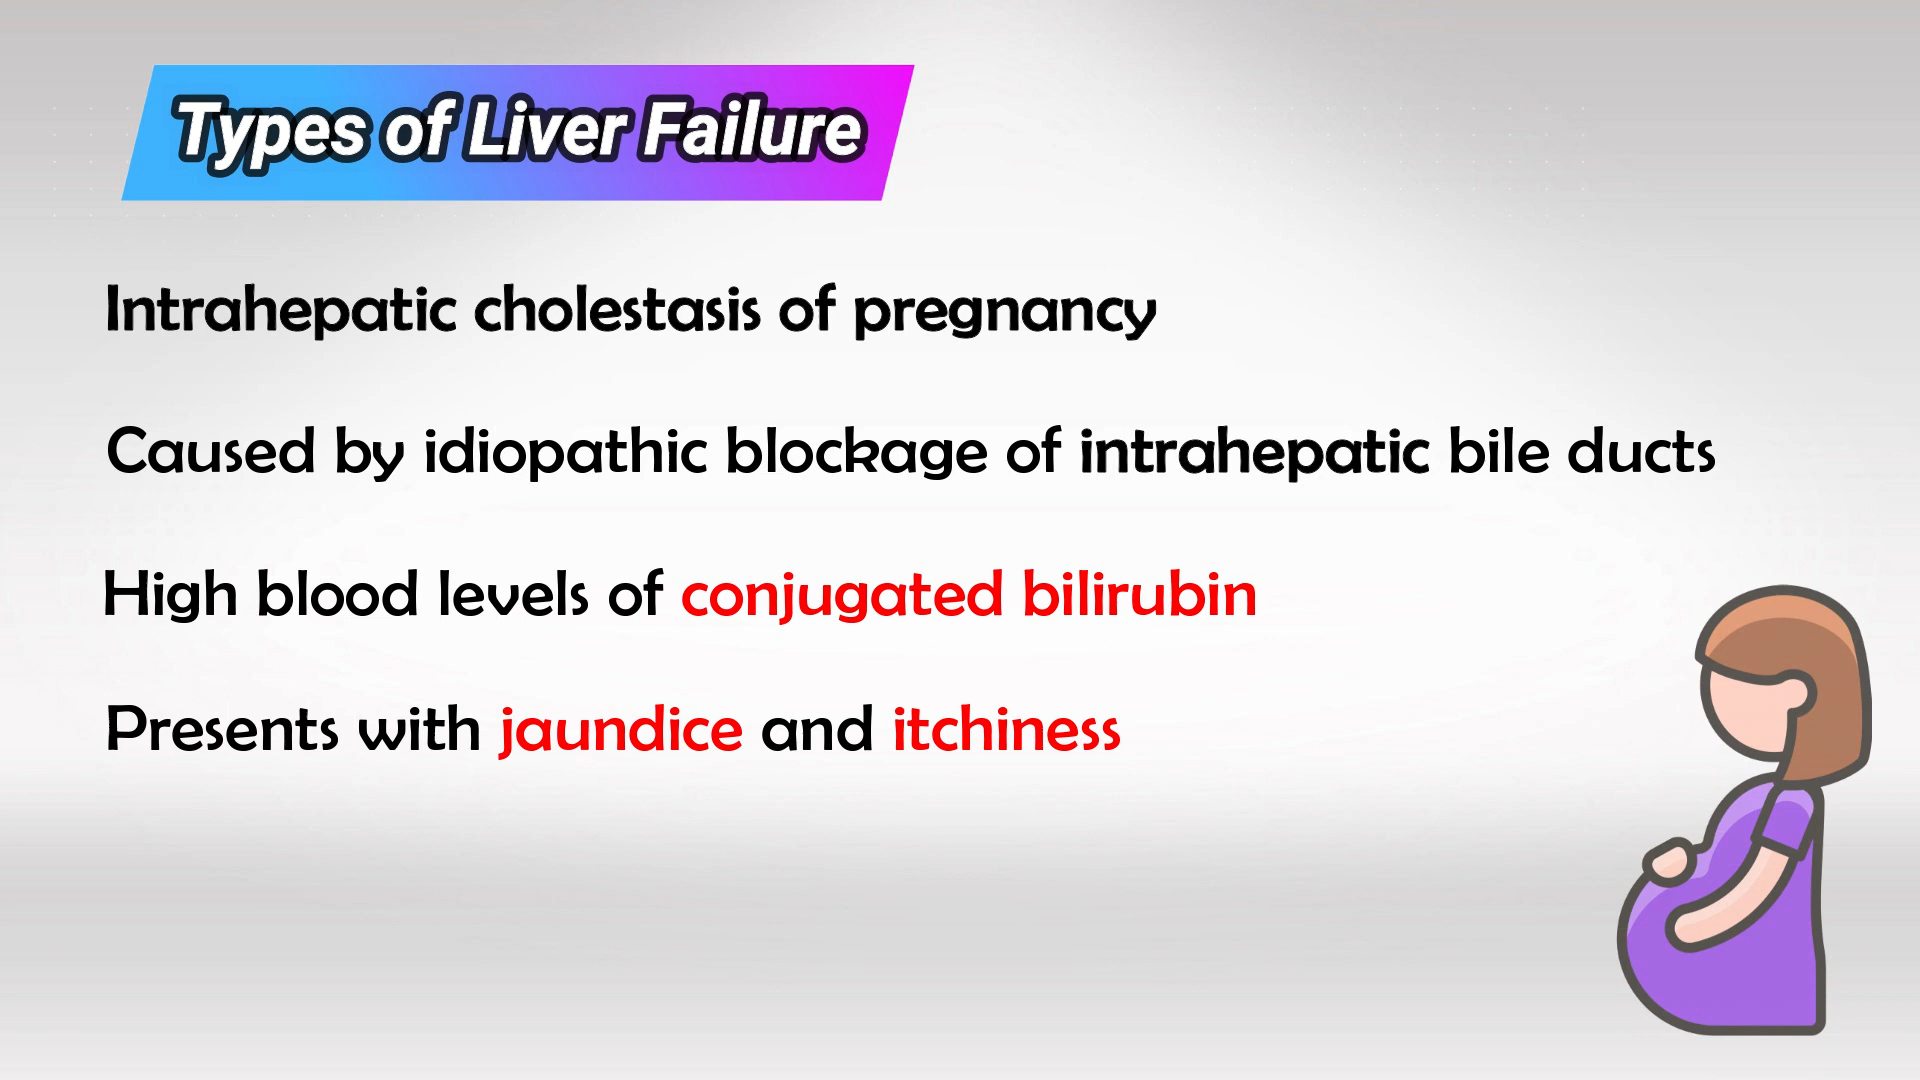 Types of Liver Failure
Intrahepatic cholestasis of pregnancy
Caused by idiopathic blockage of intrahepatic bile ducts
High blood levels of conjugated bilirubin
Presents with jaundice and itchiness